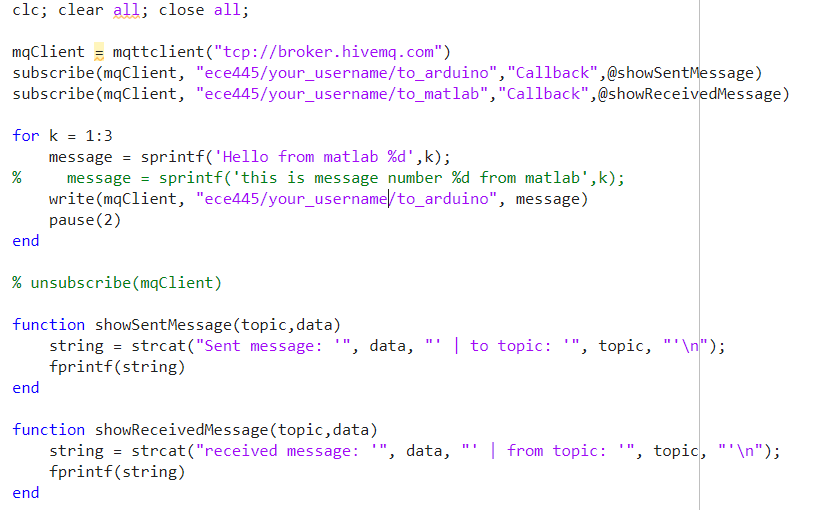 clc; clear all; close all;
mqClient = mqttclient("tcp://broker.hivemq.com")
subscribe(mqClient, "ece445/your_username/to_arduino","Callback",@showSentMessage)
subscribe(mqClient, "ece445/your_username/to_matlab","Callback",@showReceivedMessage)
for k = 1:3
    message = sprintf('Hello from matlab %d',k);
%     message = sprintf('this is message number %d from matlab',k);
    write(mqClient, "ece445/your_username/to_arduino", message)
    pause(2)
end
% unsubscribe(mqClient)
function showSentMessage(topic,data)
    string = strcat("Sent message: '", data, "' | to topic: '", topic, "'\n");
    fprintf(string)
end
function showReceivedMessage(topic,data)
    string = strcat("received message: '", data, "' | from topic: '", topic, "'\n");
    fprintf(string)
end